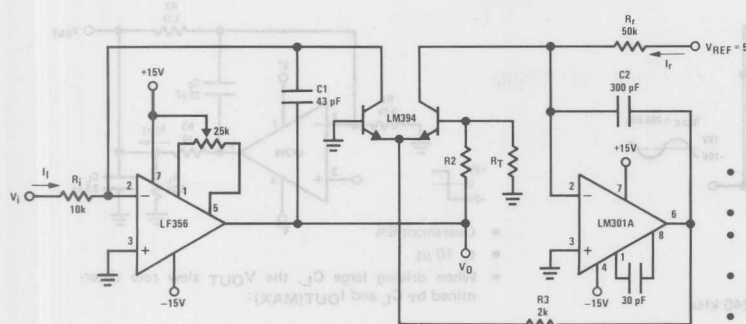 Rr
50k
VREF = 5
Ir
C2
300 pF
+15V
C1
43 pF
LM394
25k
R2
RT
+15V
Ii
Ri
Vi
10k
2
7
1
5
LF356
3
-15V
VO
2
7
6
LM301A
3
1
8
4
-15V
30 pF
R3
2k